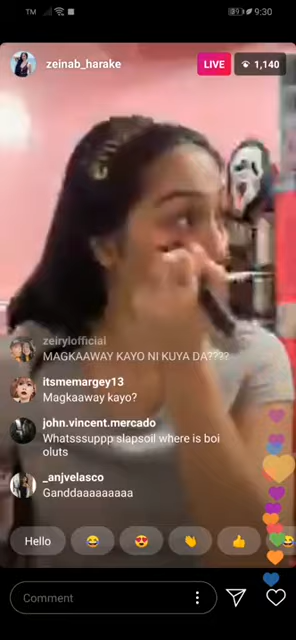 TM
9:30
zeinab_harake
LIVE
1,140
zeirylofficial
MAGKAAWAY KAYO NI KUYA DA????
itsmemargey13
Magkaaway kayo?
john.vincent.mercado
Whatsssuppp slapsoil where is boi
oluts
_anjvelasco
Ganddaaaaaaaaa
Hello
Comment